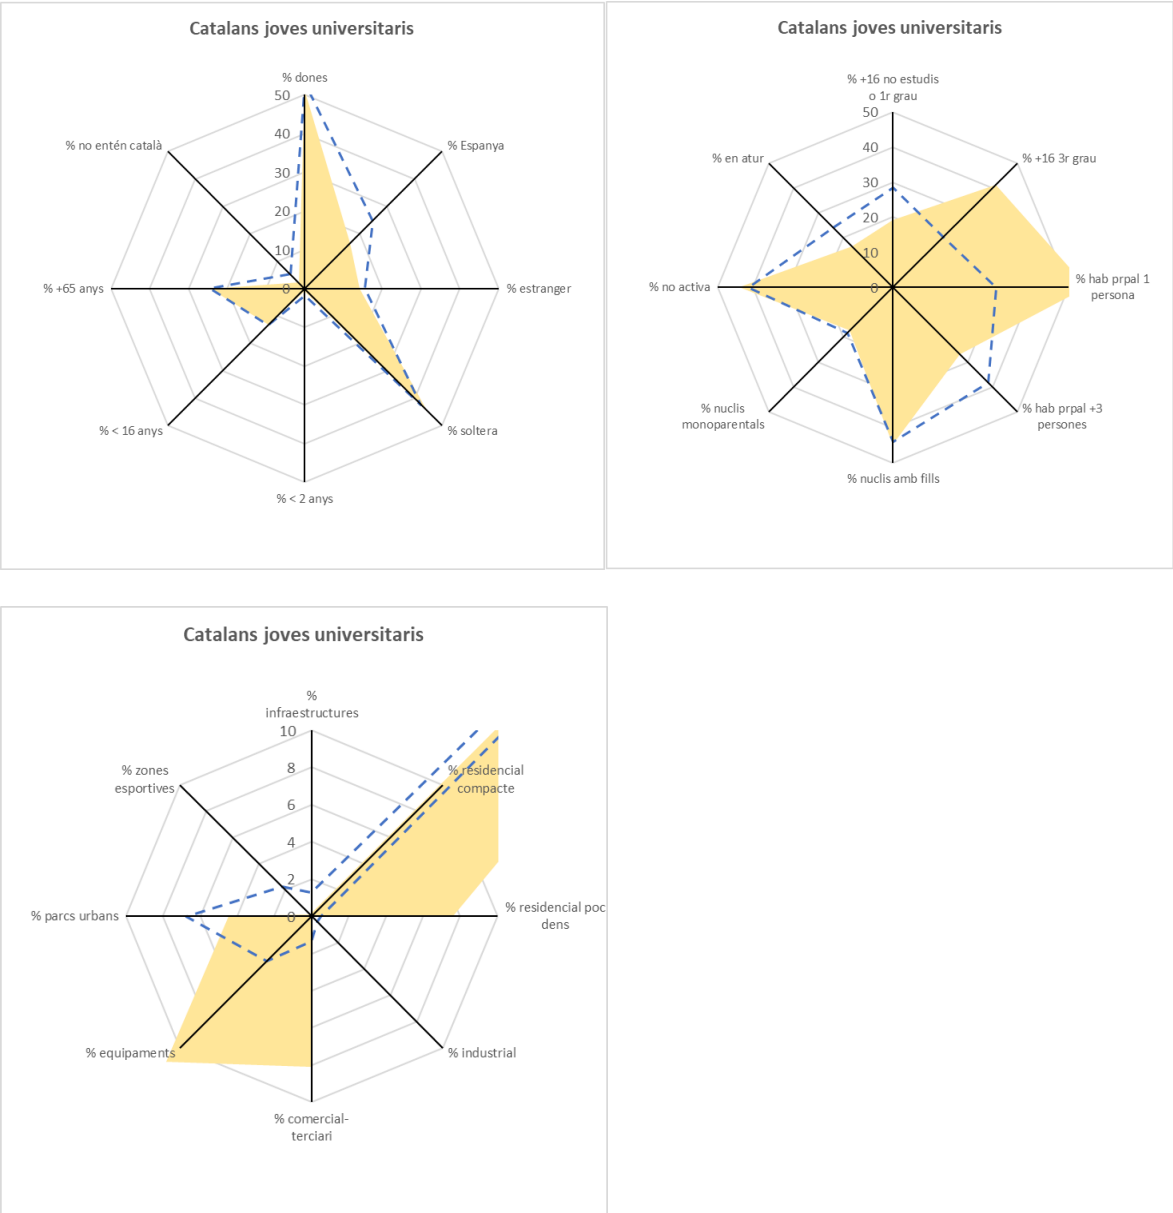 Catalans joves universitaris
% dones
50
40
30
20
10
0
% Espanya
% estranger
% soltera
% < 2 anys
% < 16 anys
% +65 anys
% no entén català
Catalans joves universitaris
% +16 no estudis
o 1r grau
50
40
30
20
10
0
% +16 3r grau
% hab prpal 1
persona
% hab prpal +3
persones
% nuclis amb fills
% nuclis
monoparentals
% no activa
% en atur
Catalans joves universitaris
%
infraestructures
10
8
6
4
2
0
% residencial
compacte
% residencial poc
dens
% industrial
% comercial-
terciari
% equipaments
% parcs urbans
% zones
esportives